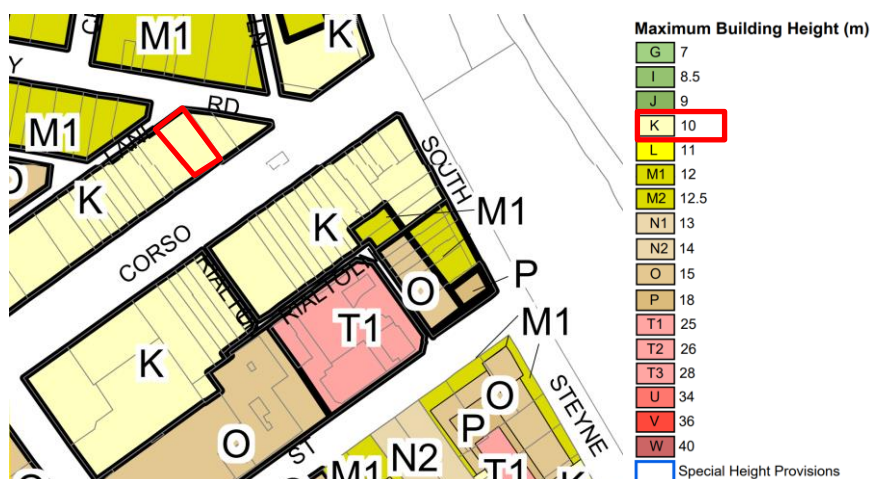 M1
K
LN
RD
M1
LANE
K
K
CORSO
SOUTH
M1
RIALTO
RIALTO LN
O
P
T1
M1
K
O
ST
STEYNE
O
P
M1
N2
T1
K
Maximum Building Height (m)
G 7
I 8.5
J 9
K 10
L 11
M1 12
M2 12.5
N1 13
N2 14
O 15
P 18
T1 25
T2 26
T3 28
U 34
V 36
W 40
Special Height Provisions